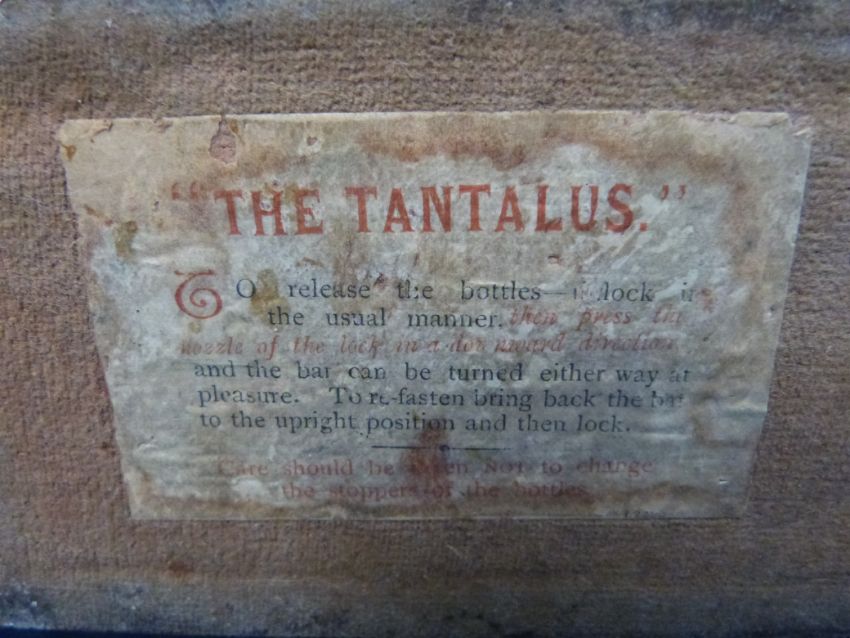 "THE TANTALUS."
TO release the bottles—unlock in
the usual manner, then press the
nozzle of the lock in a downward direction,
and the bar can be turned either way at
pleasure. To re-fasten bring back the bar
to the upright position and then lock.
Care should be taken NOT to change
the stoppers of the bottles.